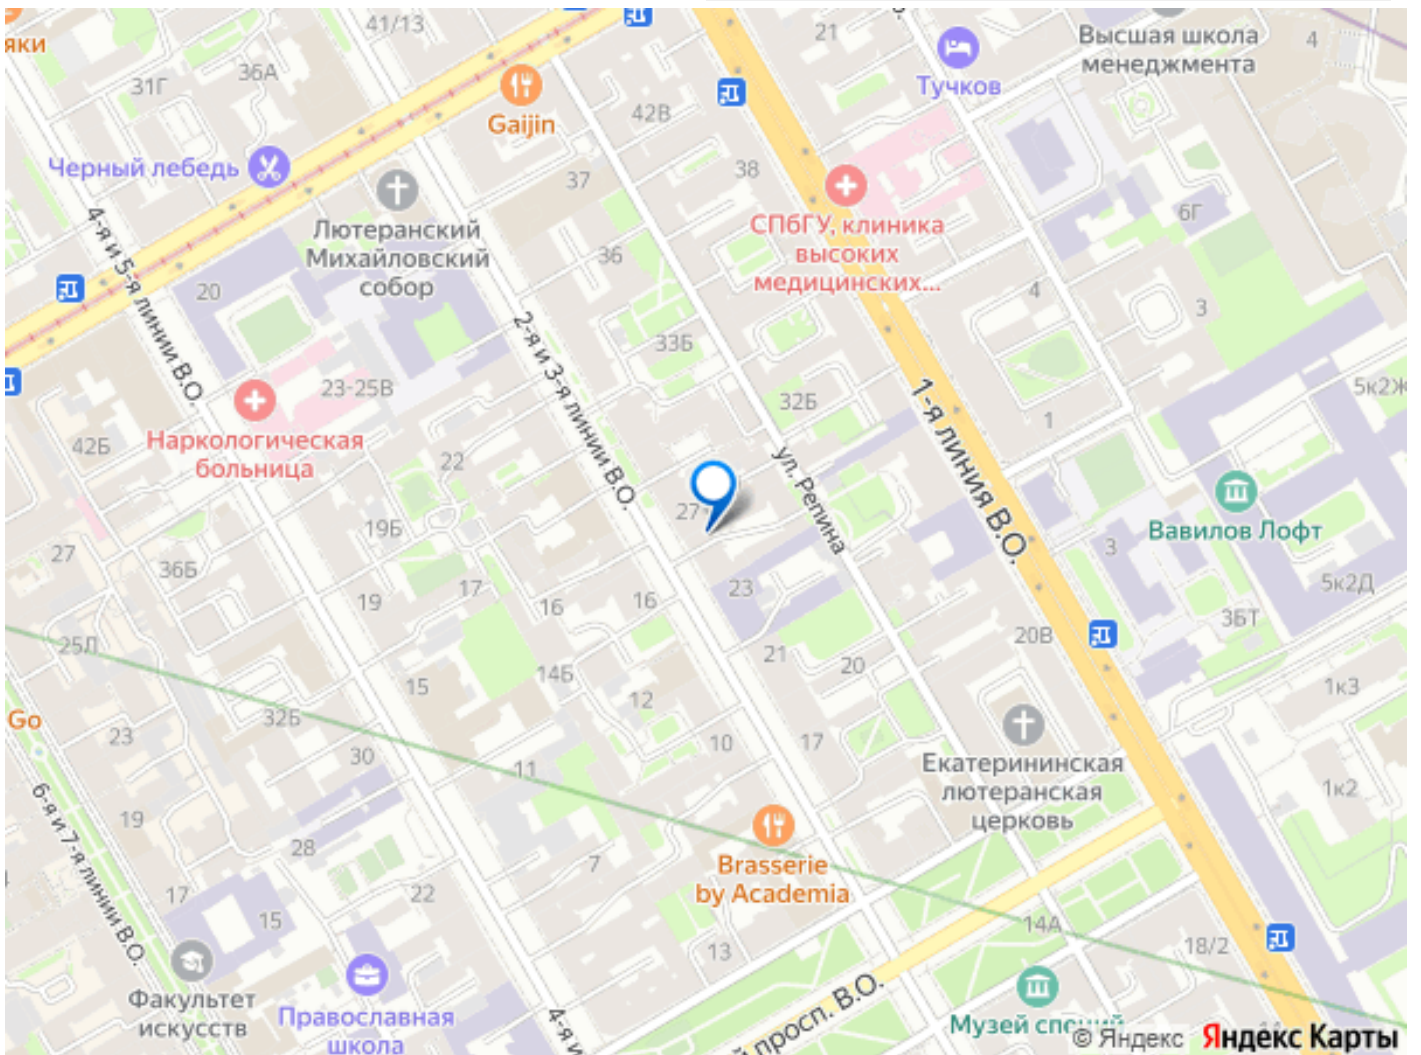 яки
41/13
21
Высшая школа
менеджмента
4
31Г
36А
Gaijin
42В
Тучков
Черный лебедь
37
38
Лютеранский
Михайловский
собор
СПбГУ, клиника
высоких
медицинских...
6Г
4-я и 5-я линии В.О.
20
36
4
3
2-я и 3-я линии В.О.
33Б
23-25В
32Б
1-я линия В.О.
5к2Ж
1
Наркологическая
больница
42Б
22
ул. Репина
27
Вавилов Лофт
19Б
27
36Б
17
23
3
5к2Д
19
16
16
3БТ
20В
25Л
21
20
14Б
15
12
1к3
Go
32Б
23
10
17
30
11
Екатерининская
лютеранская
церковь
1к2
6-я и 7-я линии В.О.
19
28
7
Brasserie
by Academia
17
22
15
14А
13
18/2
Факультет
искусств
Православная
школа
4-я и
й просп. В.О.
Музей
© Яндекс
Яндекс Карты